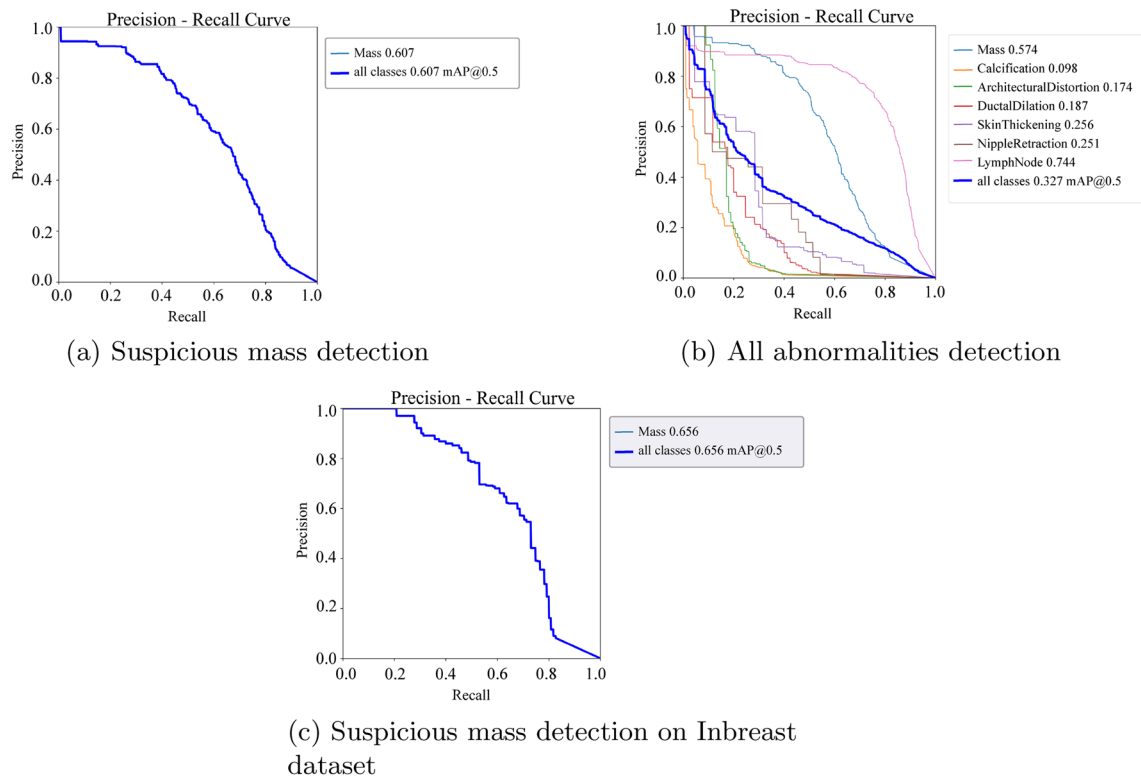 Precision - Recall Curve
1.0
0.8
0.6
0.4
0.2
0.0
Precision
0.0 0.2 0.4 0.6 0.8 1.0
Recall
Mass 0.607
all classes 0.607 mAP@0.5
(a) Suspicious mass detection
Precision - Recall Curve
1.0
0.8
0.6
0.4
0.2
0.0
Precision
0.0 0.2 0.4 0.6 0.8 1.0
Recall
Mass 0.574
Calcification 0.098
ArchitecturalDistortion 0.174
DuctalDilation 0.187
SkinThickening 0.256
NippleRetraction 0.251
LymphNode 0.744
all classes 0.327 mAP@0.5
(b) All abnormalities detection
Precision - Recall Curve
1.0
0.8
0.6
0.4
0.2
0.0
Precision
0.0 0.2 0.4 0.6 0.8 1.0
Recall
Mass 0.656
all classes 0.656 mAP@0.5
(c) Suspicious mass detection on Inbreast
dataset